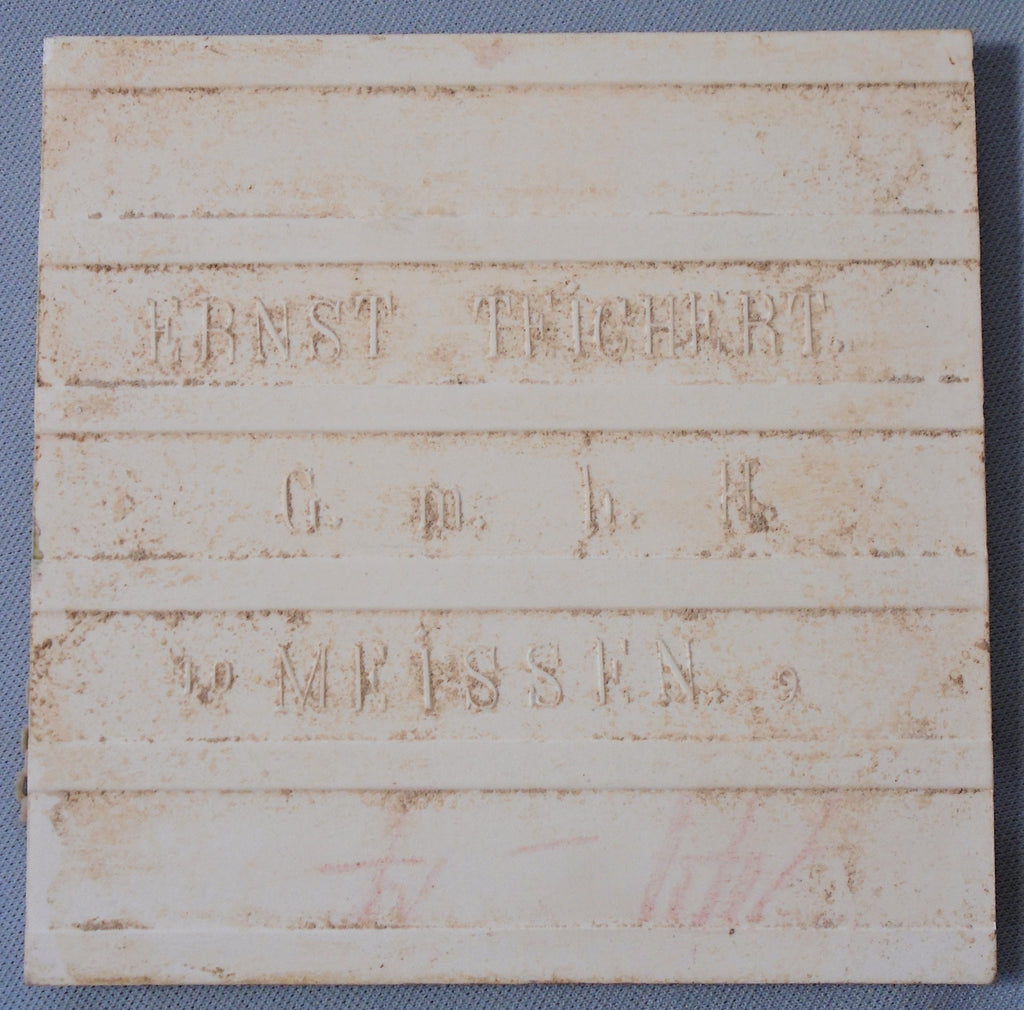 ERNST TEiCHERT.
G. m. b. H.
10 MEiSSEN. 9